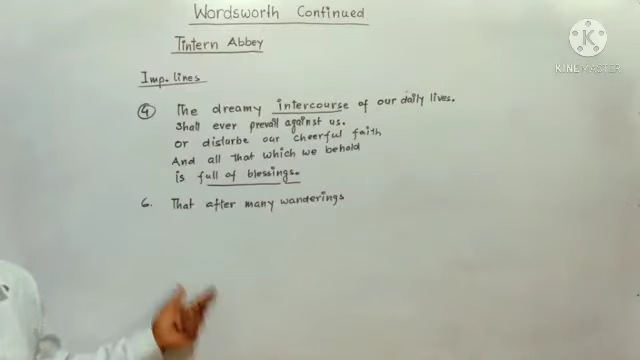 Wordsworth Continued
Tintern Abbey
Imp. lines
4 The dreamy intercourse of our daily lives.
Shall ever prevail against us.
or disturbe our cheerful faith
And all that which we behold
is full of blessings.
6. That after many wanderings
KINEMASTER